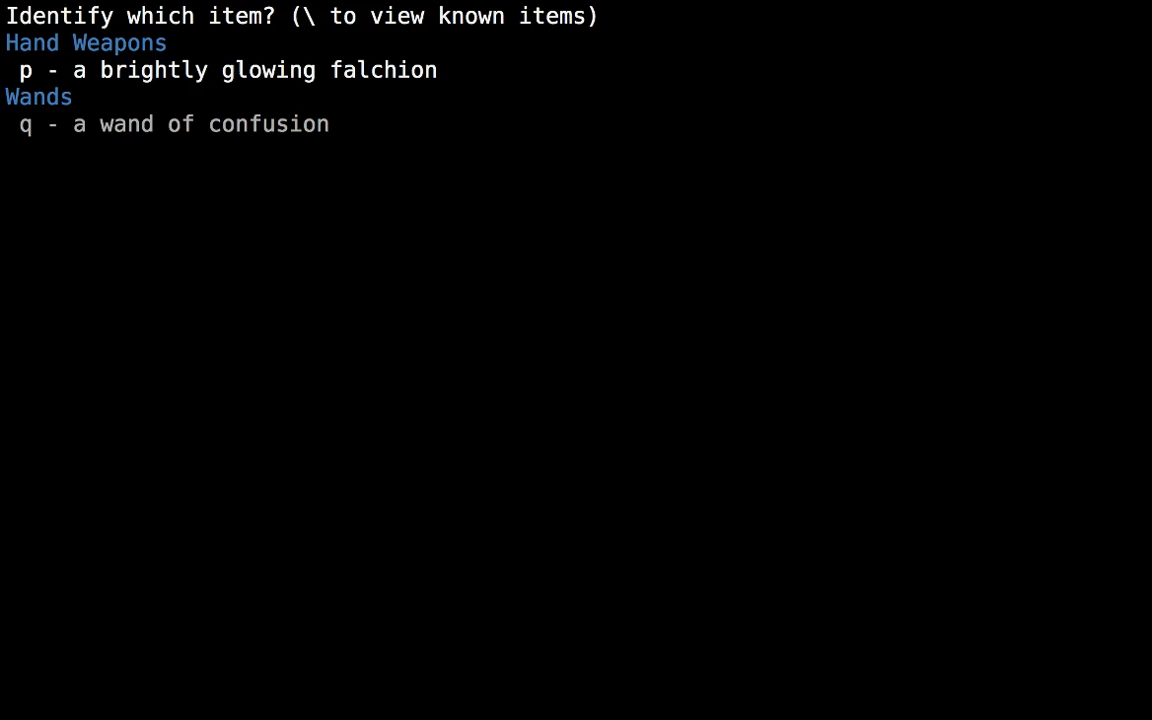 Identify which item? (\ to view known items)
Hand Weapons
p - a brightly glowing falchion
Wands
q - a wand of confusion